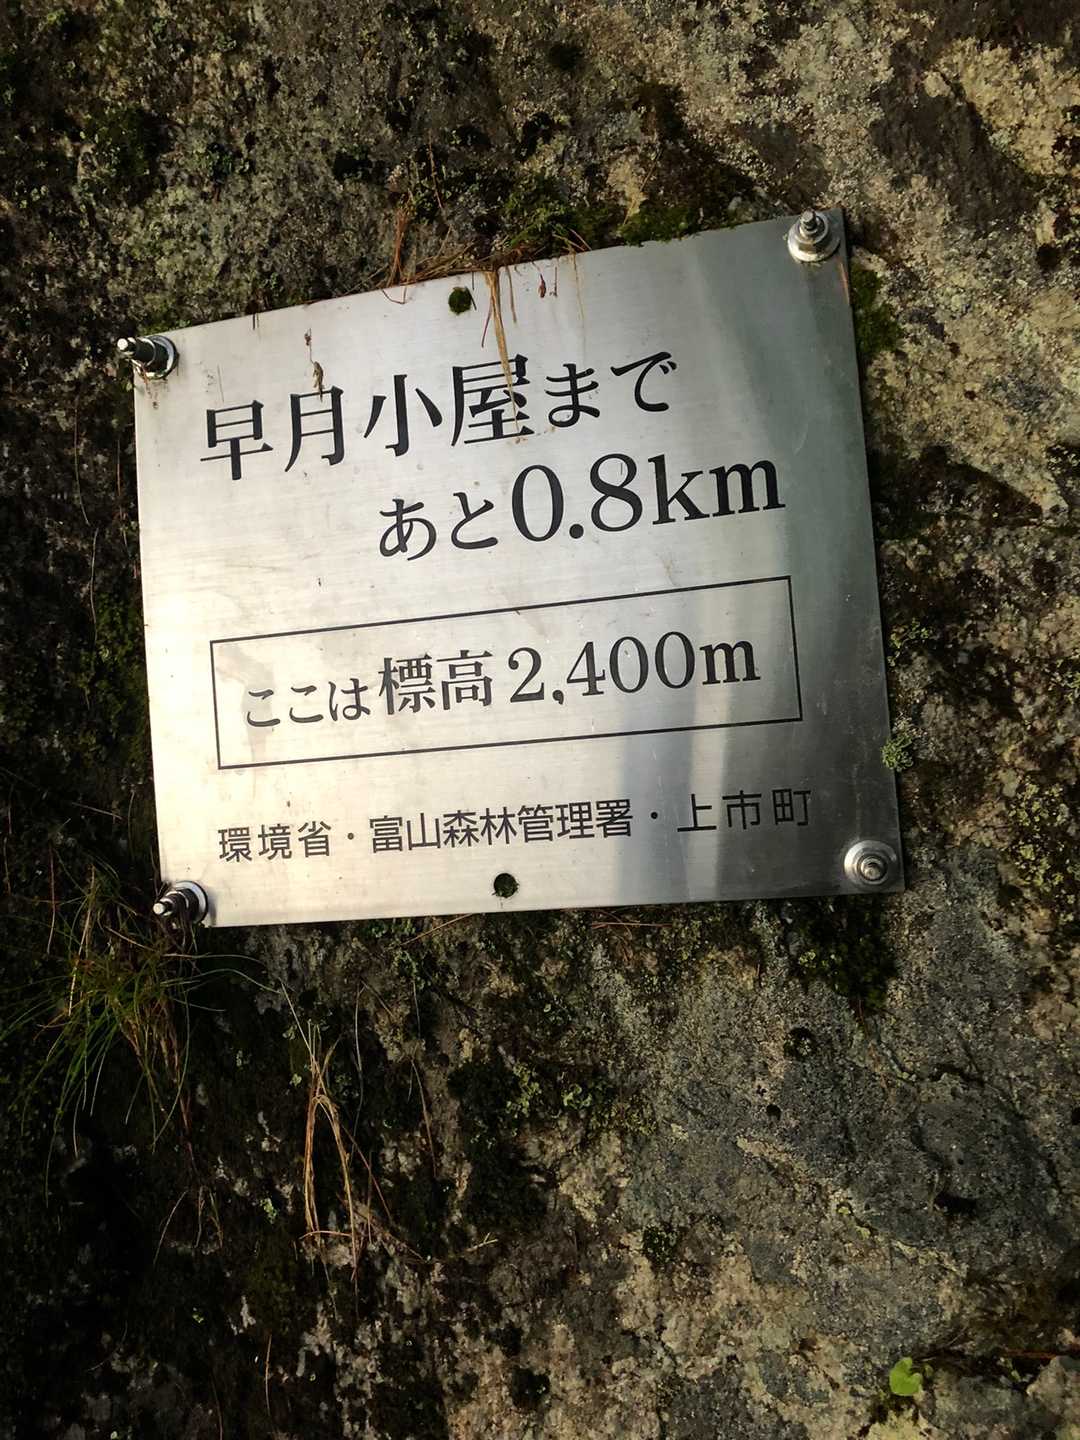 早月小屋まで
あと0.8km
ここは標高2,400m
環境省・富山森林管理署・上市町